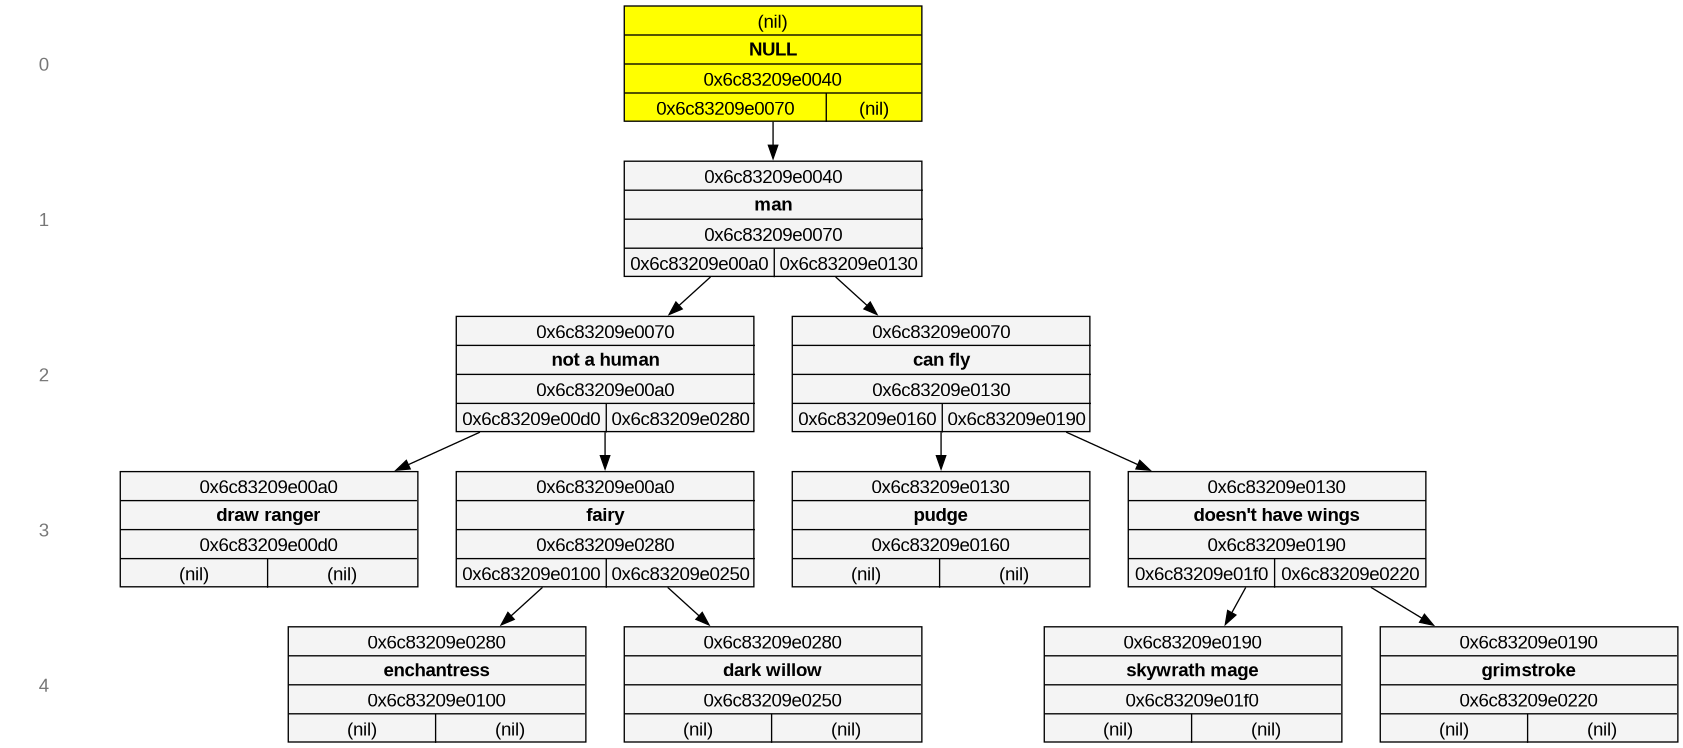 (nil)
NULL
0
0x6c83209e0040
0x6c83209e0070 (nil)
0x6c83209e0040
man
1
0x6c83209e0070
0x6c83209e00a0 0x6c83209e0130
0x6c83209e0070 0x6c83209e0070
not a human can fly
2
0x6c83209e00a0 0x6c83209e0130
0x6c83209e00d0 0x6c83209e0280 0x6c83209e0160 0x6c83209e0190
0x6c83209e00a0 0x6c83209e00a0 0x6c83209e0130 0x6c83209e0130
draw ranger fairy pudge doesn't have wings
3
0x6c83209e00d0 0x6c83209e0280 0x6c83209e0160 0x6c83209e0190
(nil) (nil) 0x6c83209e0100 0x6c83209e0250 (nil) (nil) 0x6c83209e01f0 0x6c83209e0220
0x6c83209e0280 0x6c83209e0280 0x6c83209e0190 0x6c83209e0190
enchantress dark willow skywrath mage grimstroke
4
0x6c83209e0100 0x6c83209e0250 0x6c83209e01f0 0x6c83209e0220
(nil) (nil) (nil) (nil) (nil) (nil) (nil) (nil)